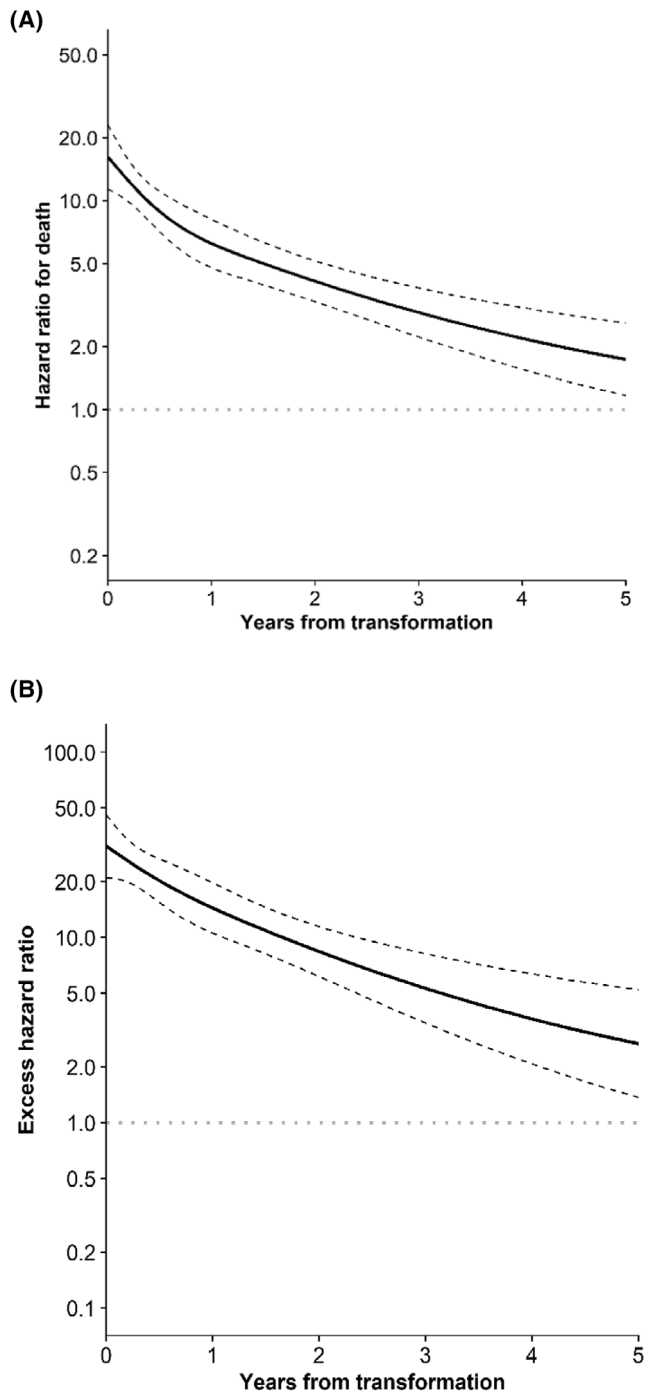 (A)
Hazard ratio for death
50.0
20.0
10.0
5.0
2.0
1.0
0.5
0.2
0 1 2 3 4 5
Years from transformation
(B)
Excess hazard ratio
100.0
50.0
20.0
10.0
5.0
2.0
1.0
0.5
0.2
0.1
0 1 2 3 4 5
Years from transformation